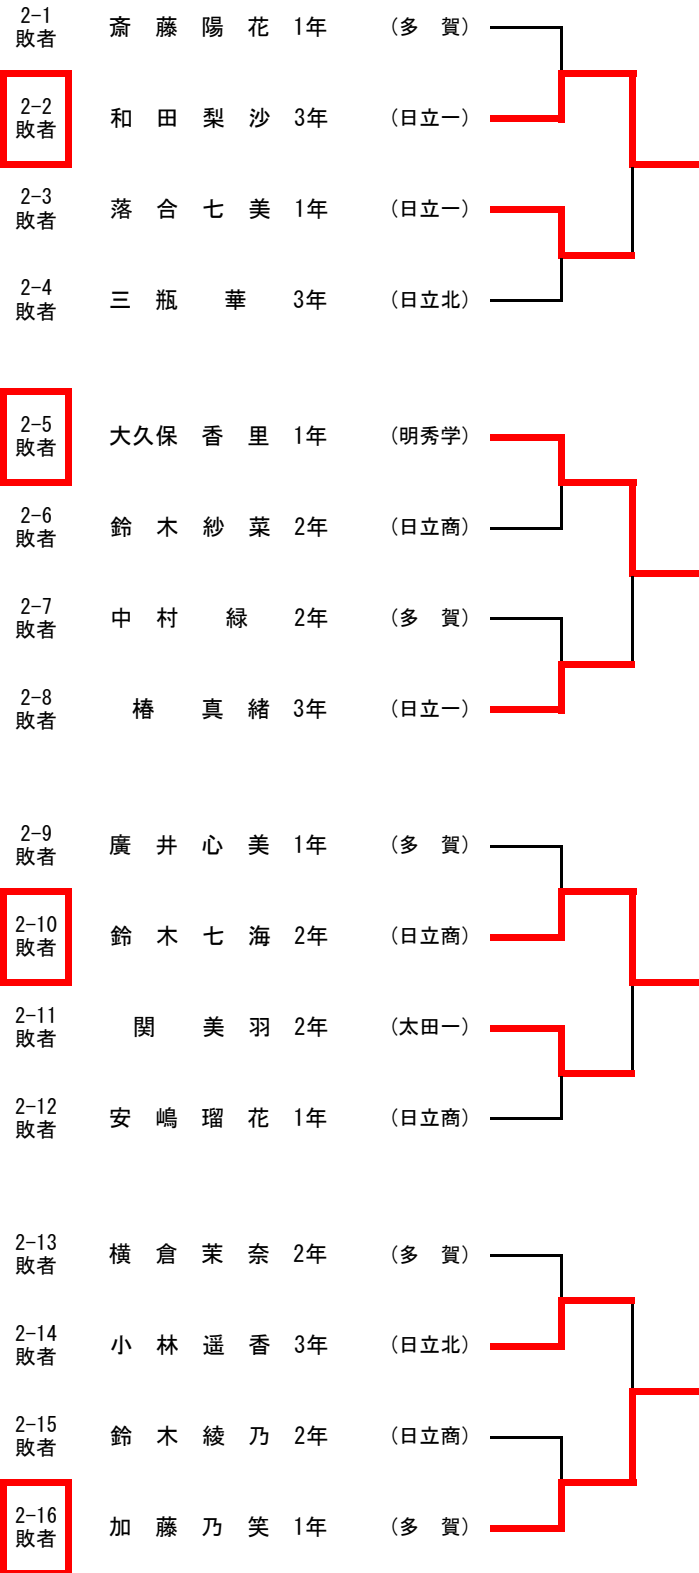 2-1 敗者 斎藤陽花 1年 (多 賀)
2-2 敗者 和田梨沙 3年 (日立一)
2-3 敗者 落合七美 1年 (日立一)
2-4 敗者 三瓶 華 3年 (日立北)
2-5 敗者 大久保香里 1年 (明秀学)
2-6 敗者 鈴木紗菜 2年 (日立商)
2-7 敗者 中村 緑 2年 (多 賀)
2-8 敗者 椿 真緒 3年 (日立一)
2-9 敗者 廣井心美 1年 (多 賀)
2-10 敗者 鈴木七海 2年 (日立商)
2-11 敗者 関 美羽 2年 (太田一)
2-12 敗者 安嶋瑠花 1年 (日立商)
2-13 敗者 横倉茉奈 2年 (多 賀)
2-14 敗者 小林遥香 3年 (日立北)
2-15 敗者 鈴木綾乃 2年 (日立商)
2-16 敗者 加藤乃笑 1年 (多 賀)